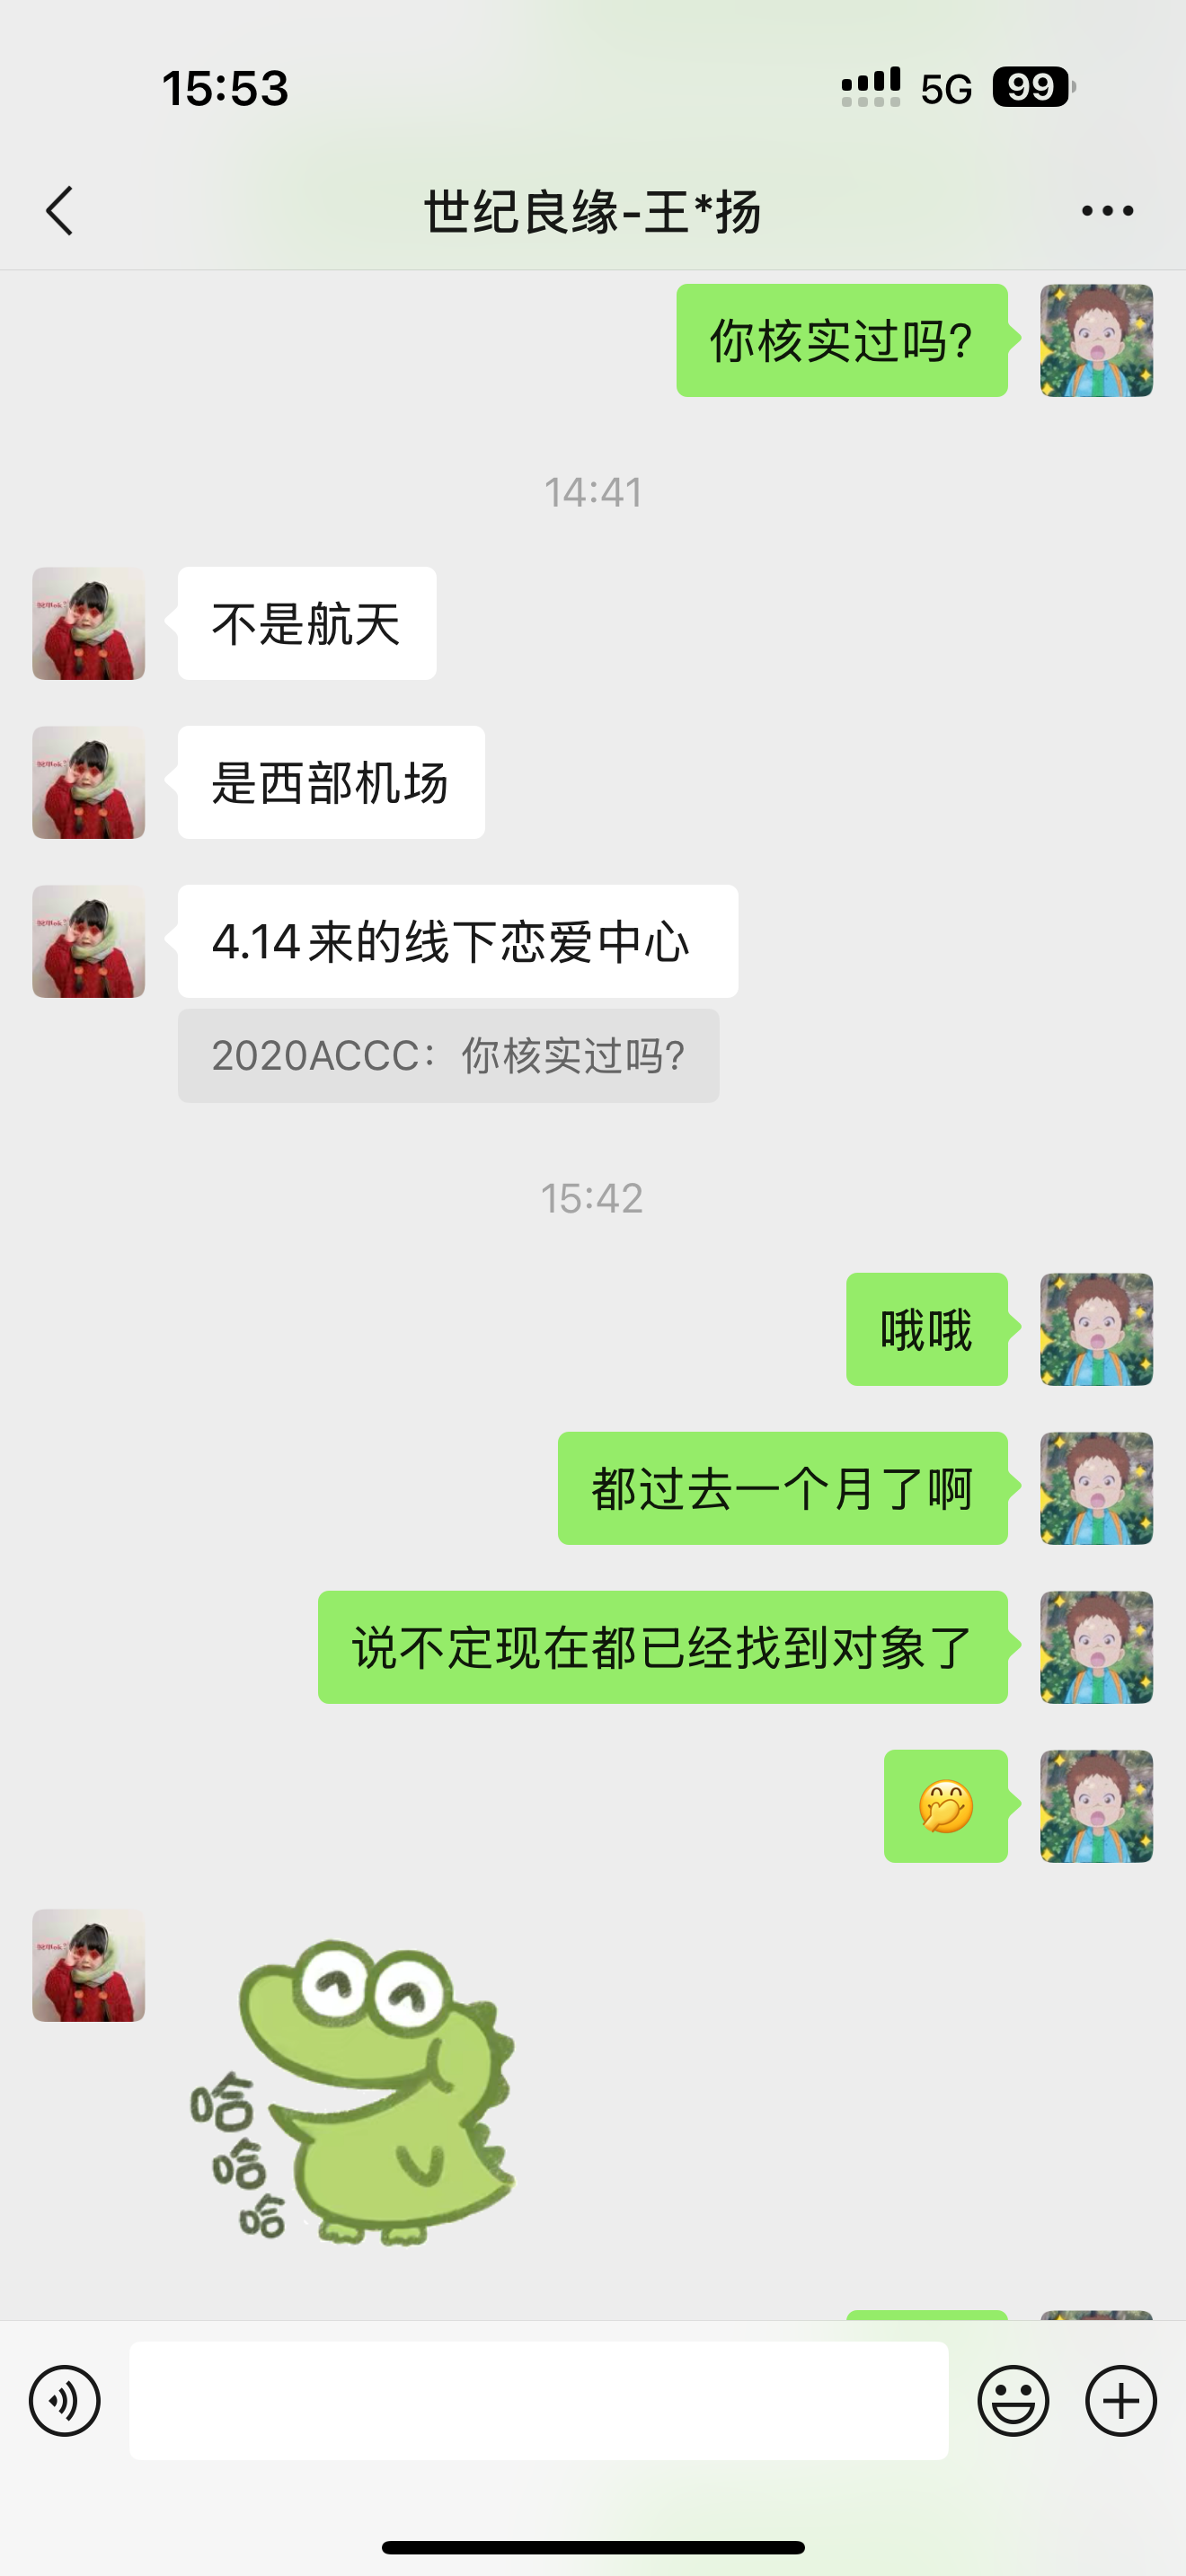 15:53
5G
99
世纪良缘-王*扬
你核实过吗?
14:41
不是航天
是西部机场
4.14来的线下恋爱中心
2020ACCC：你核实过吗?
15:42
哦哦
都过去一个月了啊
说不定现在都已经找到对象了
哈
哈
哈